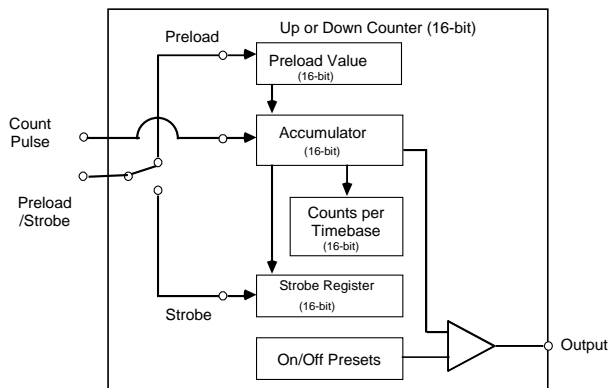 Up or Down Counter (16-bit)
Preload
Preload Value
(16-bit)
Count
Pulse
Accumulator
(16-bit)
Preload
/Strobe
Counts per
Timebase
(16-bit)
Strobe Register
(16-bit)
Strobe
On/Off Presets
Output